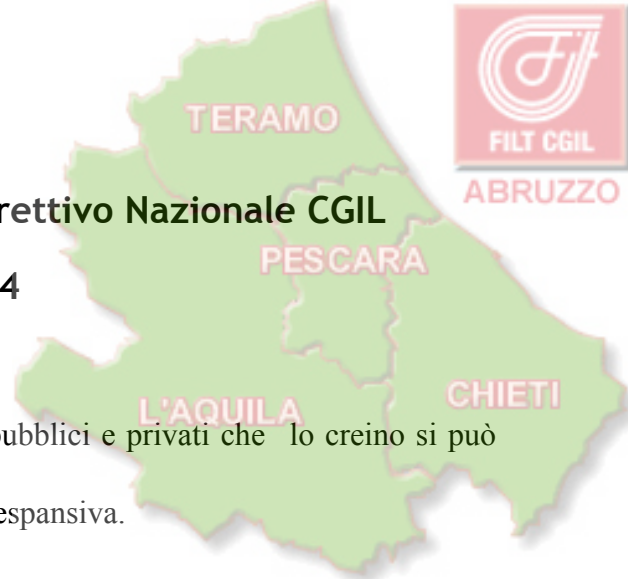 TERAMO
FILT CGIL
ABRUZZO
rettivo Nazionale CGIL
PESCARA
4
L'AQUILA
CHIETI
pubblici e privati che lo creino si può
espansiva.